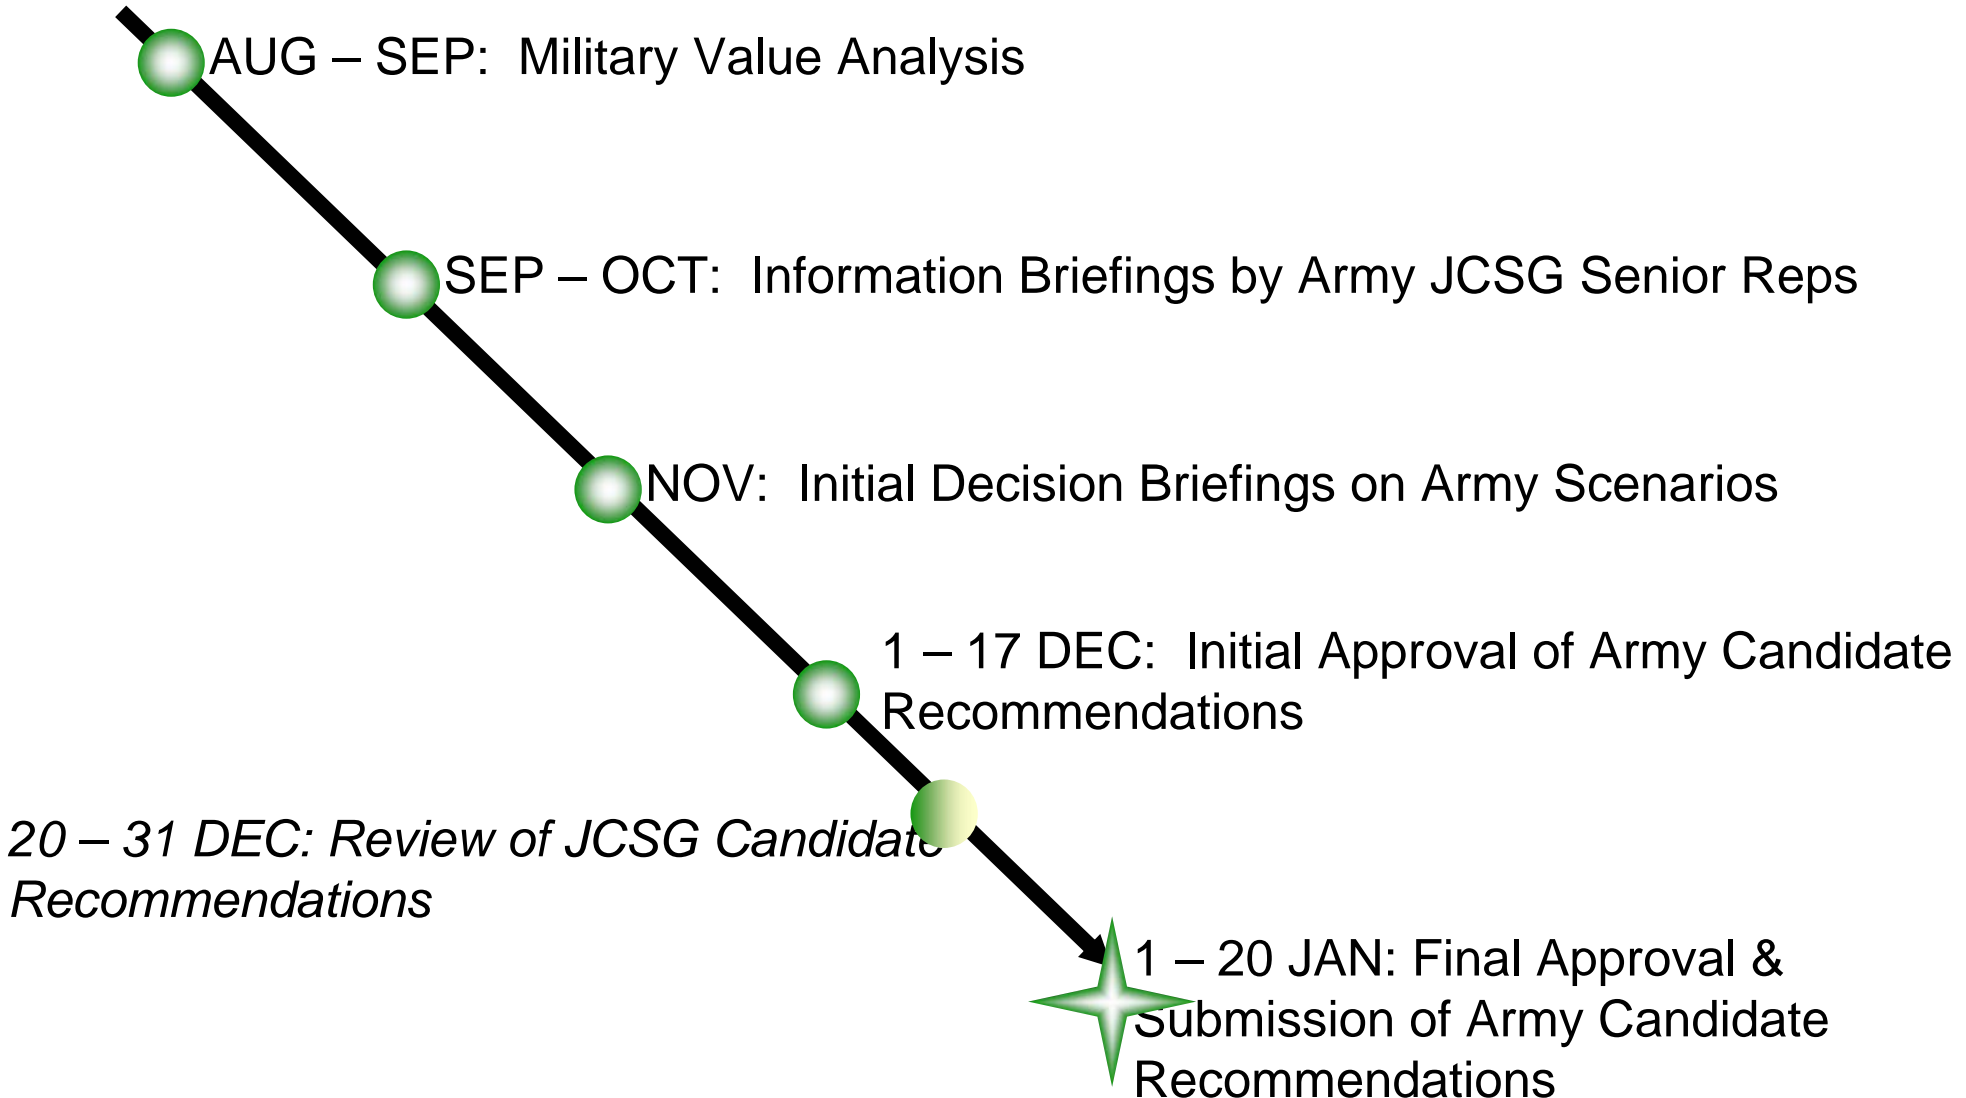 AUG – SEP:  Military Value Analysis
SEP – OCT:  Information Briefings by Army JCSG Senior Reps
NOV:  Initial Decision Briefings on Army Scenarios
1 – 17 DEC:  Initial Approval of Army Candidate
Recommendations
20 – 31 DEC: Review of JCSG Candidate
Recommendations
1 – 20 JAN: Final Approval &
Submission of Army Candidate
Recommendations